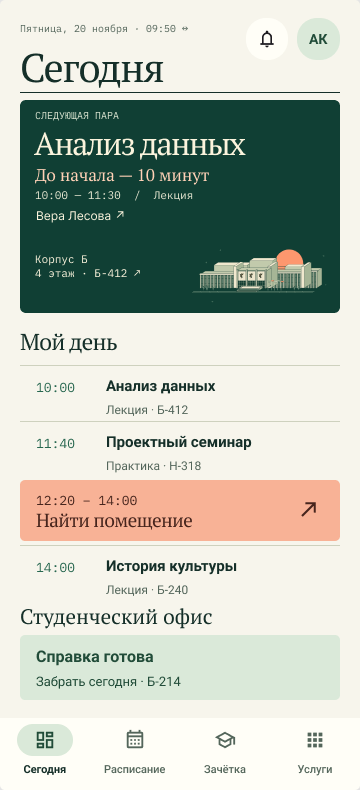 Пятница, 20 ноября · 09:50 ↔
АК
Сегодня
СЛЕДУЮЩАЯ ПАРА
Анализ данных
До начала — 10 минут
10:00 — 11:30 / Лекция
Вера Лесова ↗
Корпус Б
4 этаж · Б-412 ↗
Мой день
10:00 Анализ данных
Лекция · Б-412
11:40 Проектный семинар
Практика · Н-318
12:20 – 14:00
Найти помещение ↗
14:00 История культуры
Лекция · Б-240
Студенческий офис
Справка готова
Забрать сегодня · Б-214
Сегодня Расписание Зачётка Услуги